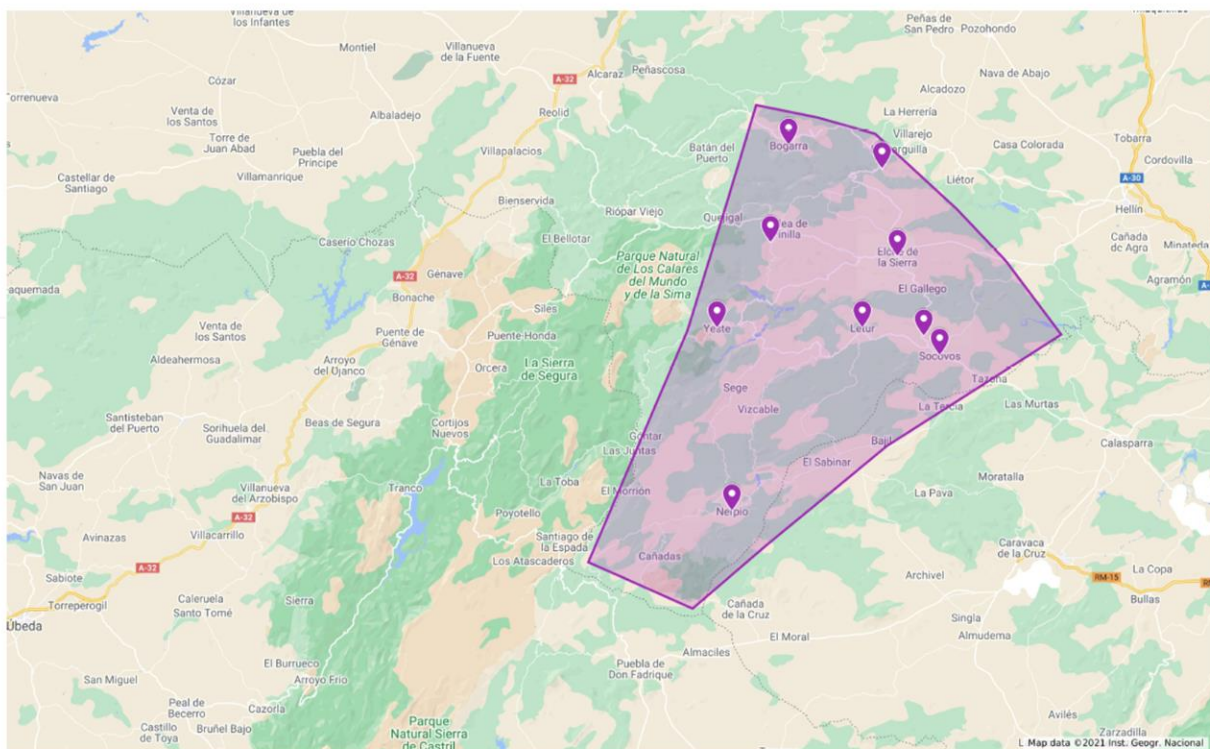 Villanueva de
los Infantes
Montiel
Villanueva
de la Fuente
A-32
Alcaraz
Peñascosa
Peñas de
San Pedro
Pozohondo
Nava de Abajo
Alcadozo
Cózar
Torrenueva
Venta de
los Santos
Torre de
Juan Abad
Albaladejo
Reolid
La Herrería
Villarejo
Tobarra
Casa Colorada
Cordovilla
Puebla del
Príncipe
Villamanrique
Villapalacios
Batán del
Puerto
Bogarra
Castellar de
Santiago
Bienservida
Riópar Viejo
Liétor
A-30
Hellín
Caserío Chozas
El Bellotar
Elche de
la Sierra
Cañada
de Agra
Minateda
Génave
A-32
Parque Natural
de Los Calares
del Mundo
y de la Sima
Agramón
Bonache
Siles
El Gallego
Venta de
los Santos
Puente de
Génave
Puente-Honda
Yeste
Letur
Socovos
Aldeahermosa
Arroyo
del Ojanco
Orcera
La Sierra
de Segura
Sege
Vizcable
Tazona
La Tercia
Las Murtas
Santisteban
del Puerto
Sorihuela del
Guadalimar
Beas de Segura
Cortijos
Nuevos
Góntar
Las Juntas
Calasparra
Navas de
San Juan
Villanueva
del Arzobispo
Tranco
La Toba
El Morrión
El Sabinar
Moratalla
La Pava
A-32
Avinazas
Villacarrillo
Poyotello
Nerpio
Santiago de
la Espada
Los Atascaderos
Cañadas
Caravaca
de la Cruz
Sabiote
A-32
Archivel
RM-15
La Copa
Bullas
Torreperogil
Caleruela
Santo Tomé
Sierra
Cañada
de la Cruz
Singla
Úbeda
El Moral
Almudema
El Burrueco
Arroyo Frio
Almaciles
Puebla de
Don Fadrique
San Miguel
Peal de
Becerro
Cazorla
Bruñel Bajo
Castillo
de Toya
Parque
Natural Sierra
de Castril
Avilés
Zarzadilla
Map data ©2021 Inst. Geogr. Nacional